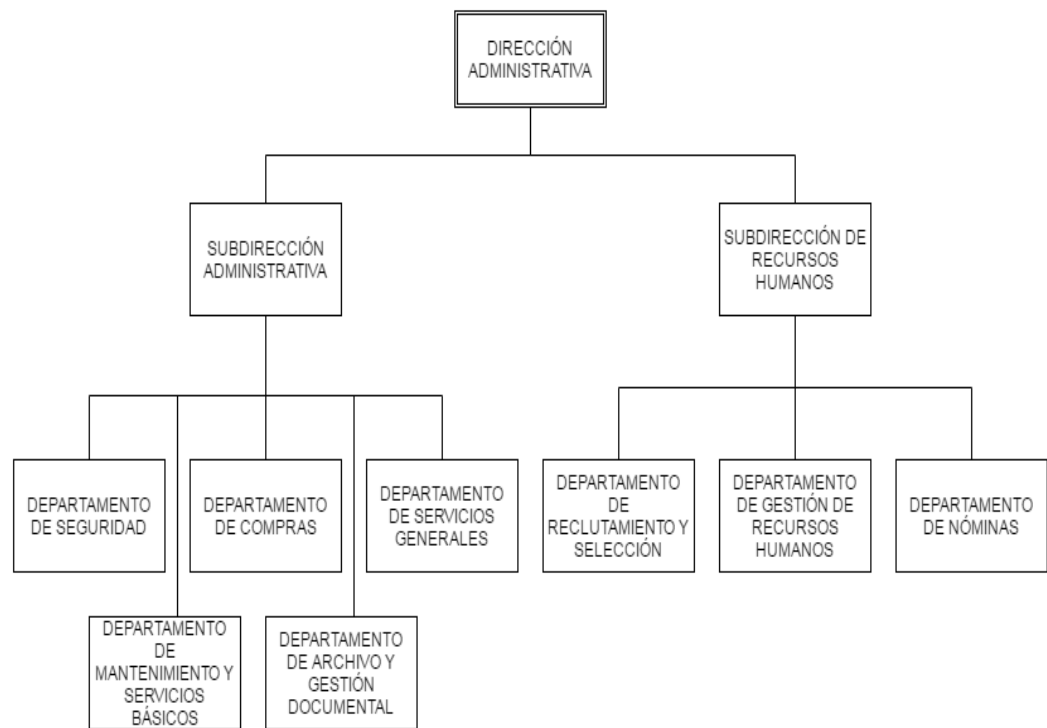 DIRECCIÓN
ADMINISTRATIVA
SUBDIRECCIÓN
ADMINISTRATIVA
SUBDIRECCIÓN DE
RECURSOS
HUMANOS
DEPARTAMENTO
DE SEGURIDAD
DEPARTAMENTO
DE COMPRAS
DEPARTAMENTO
DE SERVICIOS
GENERALES
DEPARTAMENTO
DE
RECLUTAMIENTO Y
SELECCIÓN
DEPARTAMENTO
DE GESTIÓN DE
RECURSOS
HUMANOS
DEPARTAMENTO
DE NÓMINAS
DEPARTAMENTO
DE
MANTENIMIENTO Y
SERVICIOS
BÁSICOS
DEPARTAMENTO
DE ARCHIVO Y
GESTIÓN
DOCUMENTAL